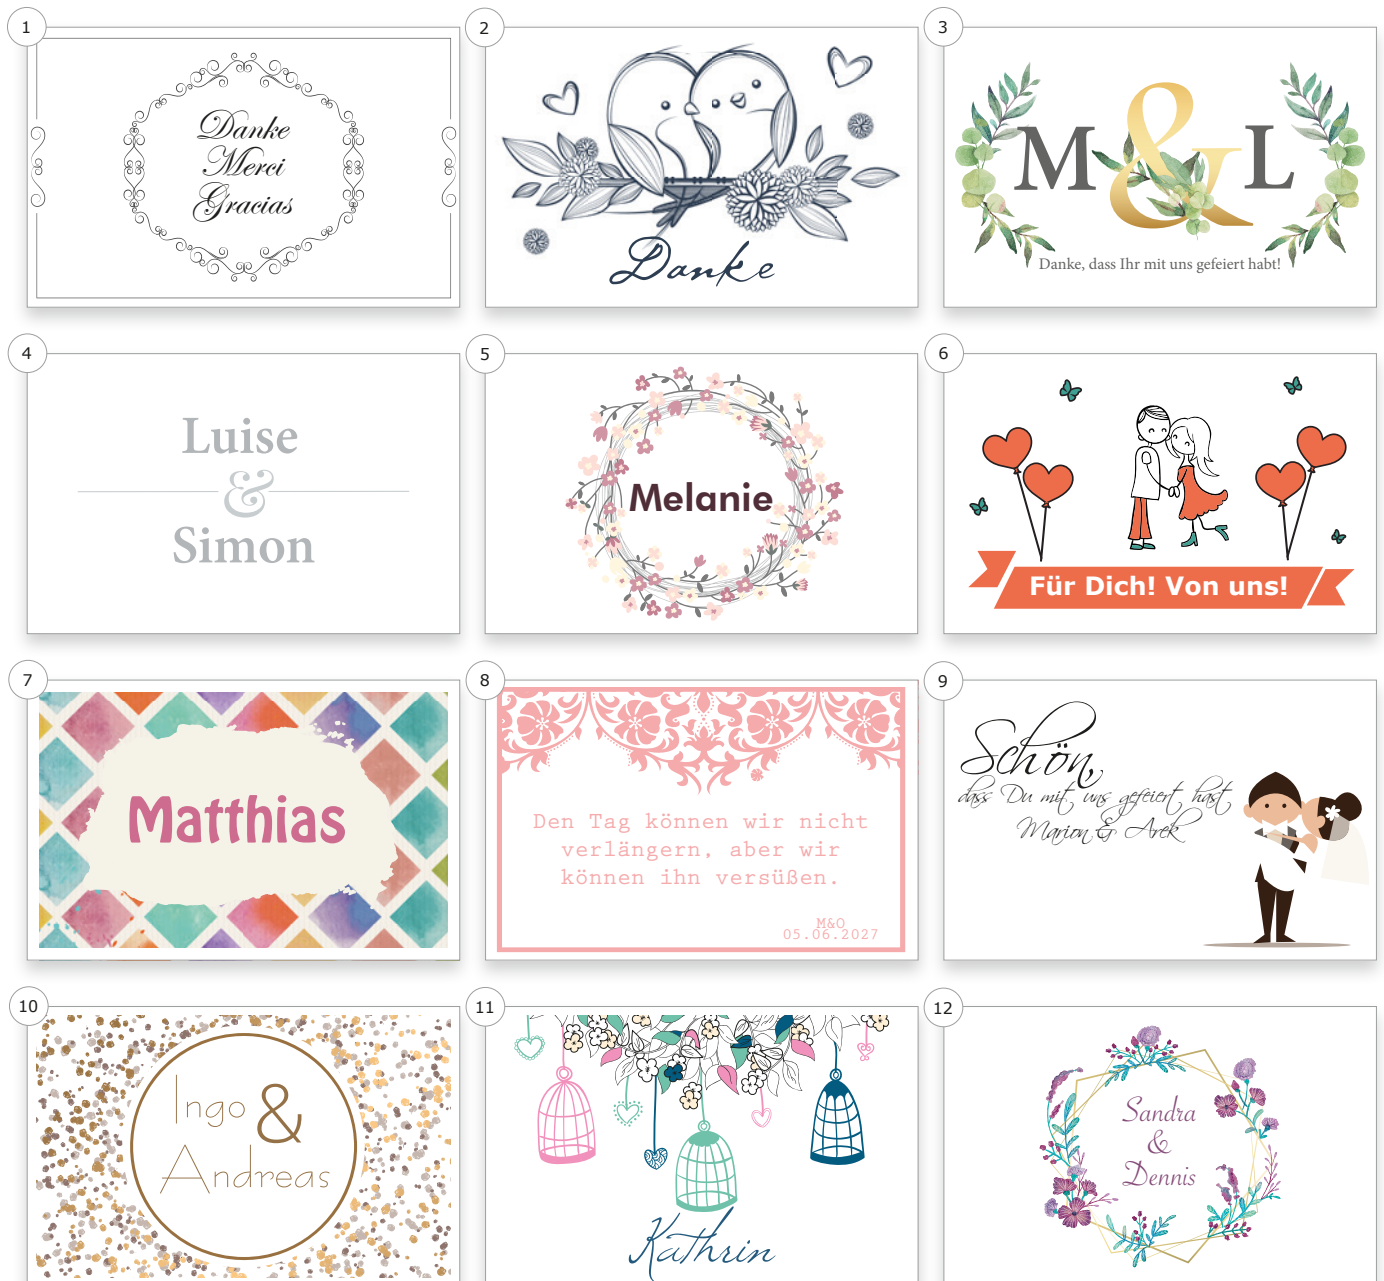 1
Danke
Merci
Gracias
2
Danke
3
M & L
Danke, dass Ihr mit uns gefeiert habt!
4
Luise
&
Simon
5
Melanie
6
Für Dich! Von uns!
7
Matthias
8
Den Tag können wir nicht
verlängern, aber wir
können ihn versüßen.
M&O
05.06.2027
9
Schön,
dass Du mit uns gefeiert hast
Marion & Arek
10
Ingo &
Andreas
11
Kathrin
12
Sandra
&
Dennis